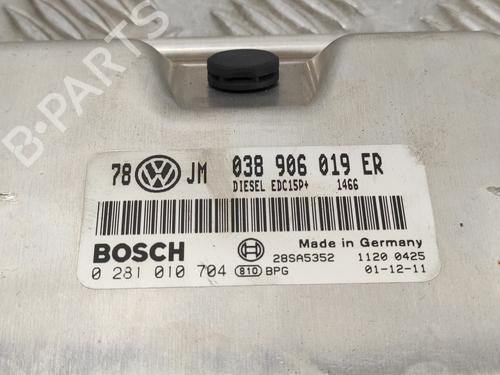 B-PARTS
78 VW JM 038 906 019 ER
DIESEL EDC15P+ 1466
BOSCH
Made in Germany
28SA5352 1120 0425
0 281 010 704 810 BPG 01-12-11